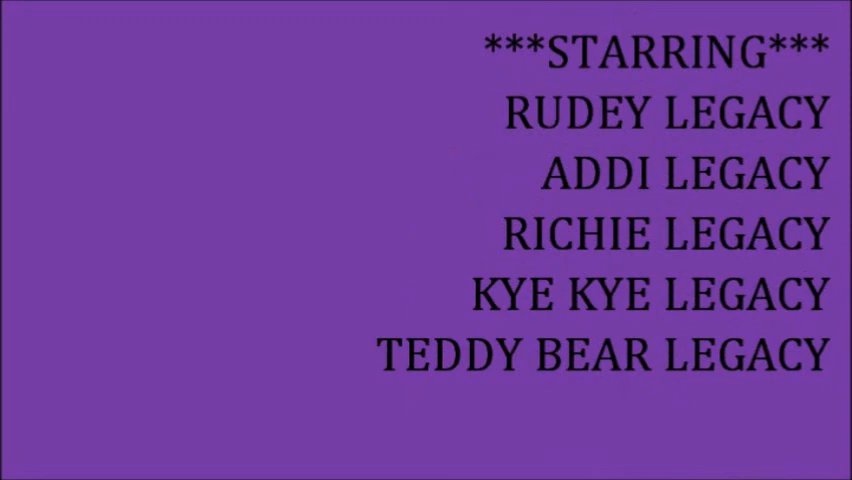 ***STARRING***
RUDEY LEGACY
ADDI LEGACY
RICHIE LEGACY
KYE KYE LEGACY
TEDDY BEAR LEGACY